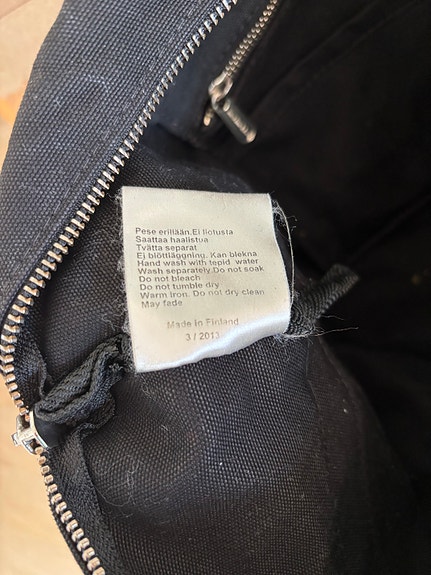 Pese erillään.Ei liotusta
Saattaa haalistua
Tvätta separat
Ej blöttläggning. Kan blekna
Hand wash with tepid water
Wash separately.Do not soak
Do not bleach
Do not tumble dry
Warm iron. Do not dry clean
May fade
Made in Finland
3 / 2013